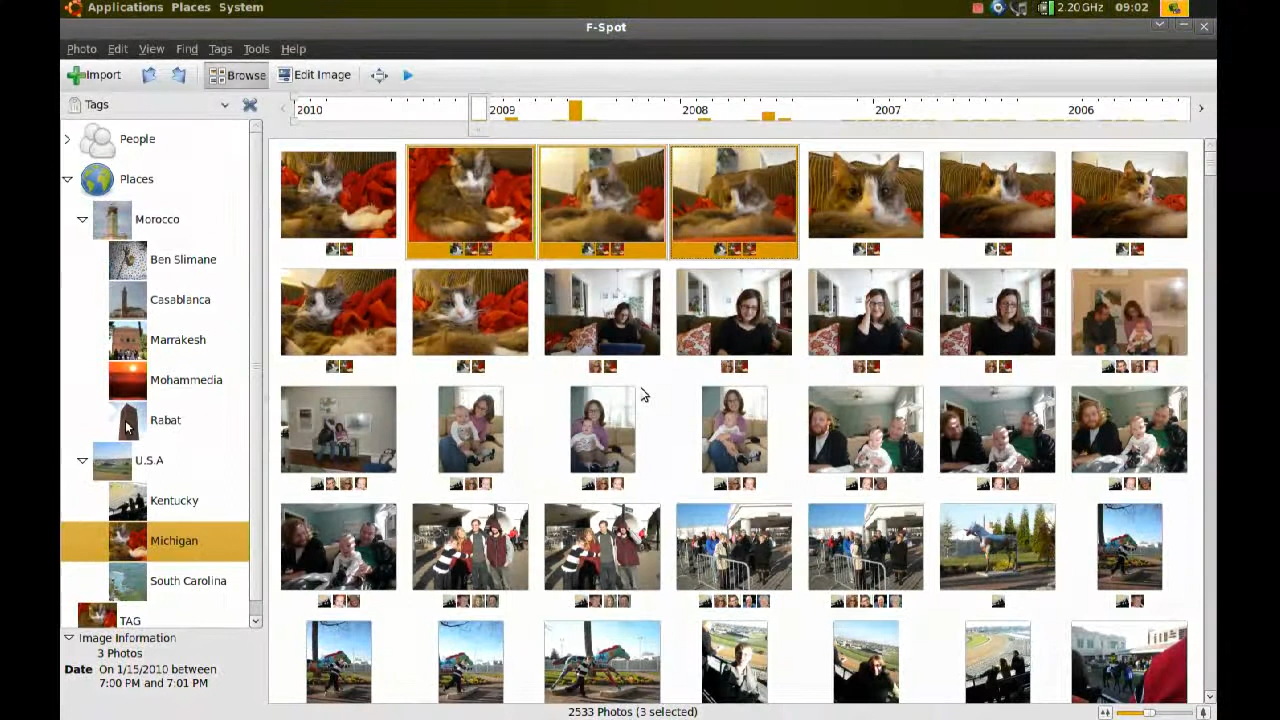 Applications Places System 2.20GHz 09:02
F-Spot
Photo Edit View Find Tags Tools Help
Import Browse Edit Image
Tags
2010 2009 2008 2007 2006
People
Places
Morocco
Ben Slimane
Casablanca
Marrakesh
Mohammedia
Rabat
U.S.A
Kentucky
Michigan
South Carolina
TAG
Image Information
3 Photos
Date On 1/15/2010 between
7:00 PM and 7:01 PM
2533 Photos (3 selected)